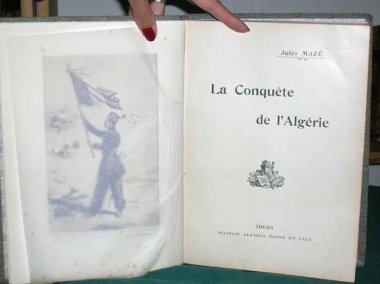 Jules MAZÉ
La Conquête
de l'Algérie
TOURS
MAISON ALFRED MAME ET FILS